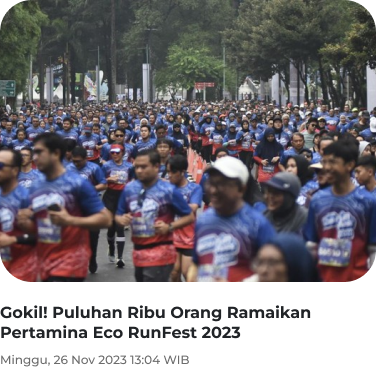 Gokil! Puluhan Ribu Orang Ramaikan
Pertamina Eco RunFest 2023
Minggu, 26 Nov 2023 13:04 WIB